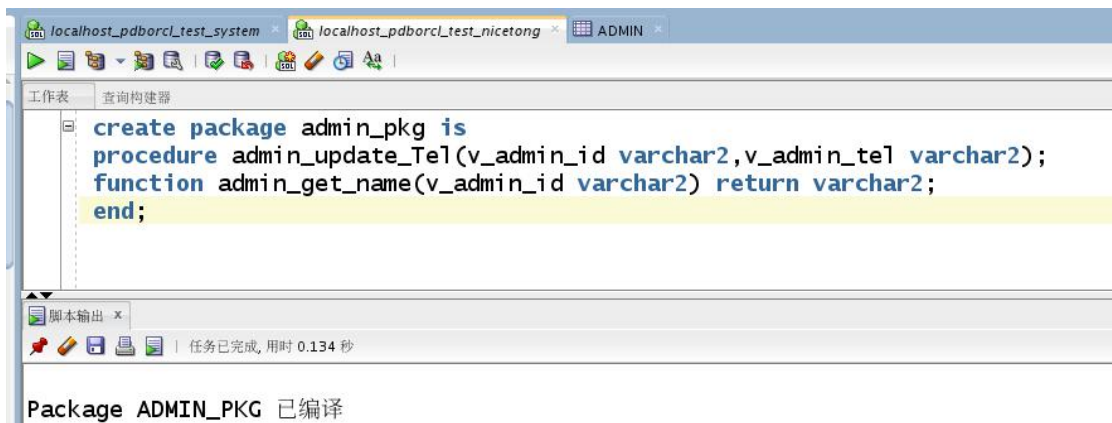 localhost_pdborcl_test_system localhost_pdborcl_test_nicetong ADMIN
工作表 查询构建器
create package admin_pkg is
procedure admin_update_Tel(v_admin_id varchar2,v_admin_tel varchar2);
function admin_get_name(v_admin_id varchar2) return varchar2;
end;
脚本输出 x
任务已完成, 用时 0.134 秒
Package ADMIN_PKG 已编译